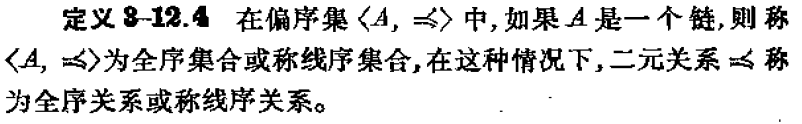 定义 3-12.4 在偏序集〈A, ≼〉中,如果 A 是一个链,则称
〈A, ≼〉为全序集合或称线序集合,在这种情况下,二元关系 ≼ 称
为全序关系或称线序关系。